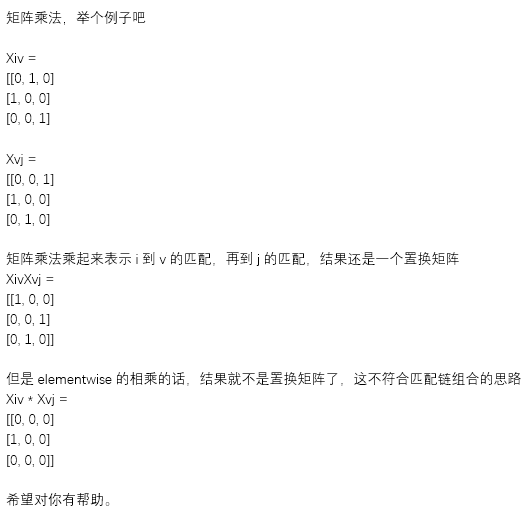 矩阵乘法，举个例子吧
Xiv =
[[0, 1, 0]
[1, 0, 0]
[0, 0, 1]
Xvj =
[[0, 0, 1]
[1, 0, 0]
[0, 1, 0]
矩阵乘法乘起来表示 i 到 v 的匹配，再到 j 的匹配，结果还是一个置换矩阵
XivXvj =
[[1, 0, 0]
[0, 0, 1]
[0, 1, 0]]
但是 elementwise 的相乘的话，结果就不是置换矩阵了，这不符合匹配链组合的思路
Xiv * Xvj =
[[0, 0, 0]
[1, 0, 0]
[0, 0, 0]]
希望对你有帮助。